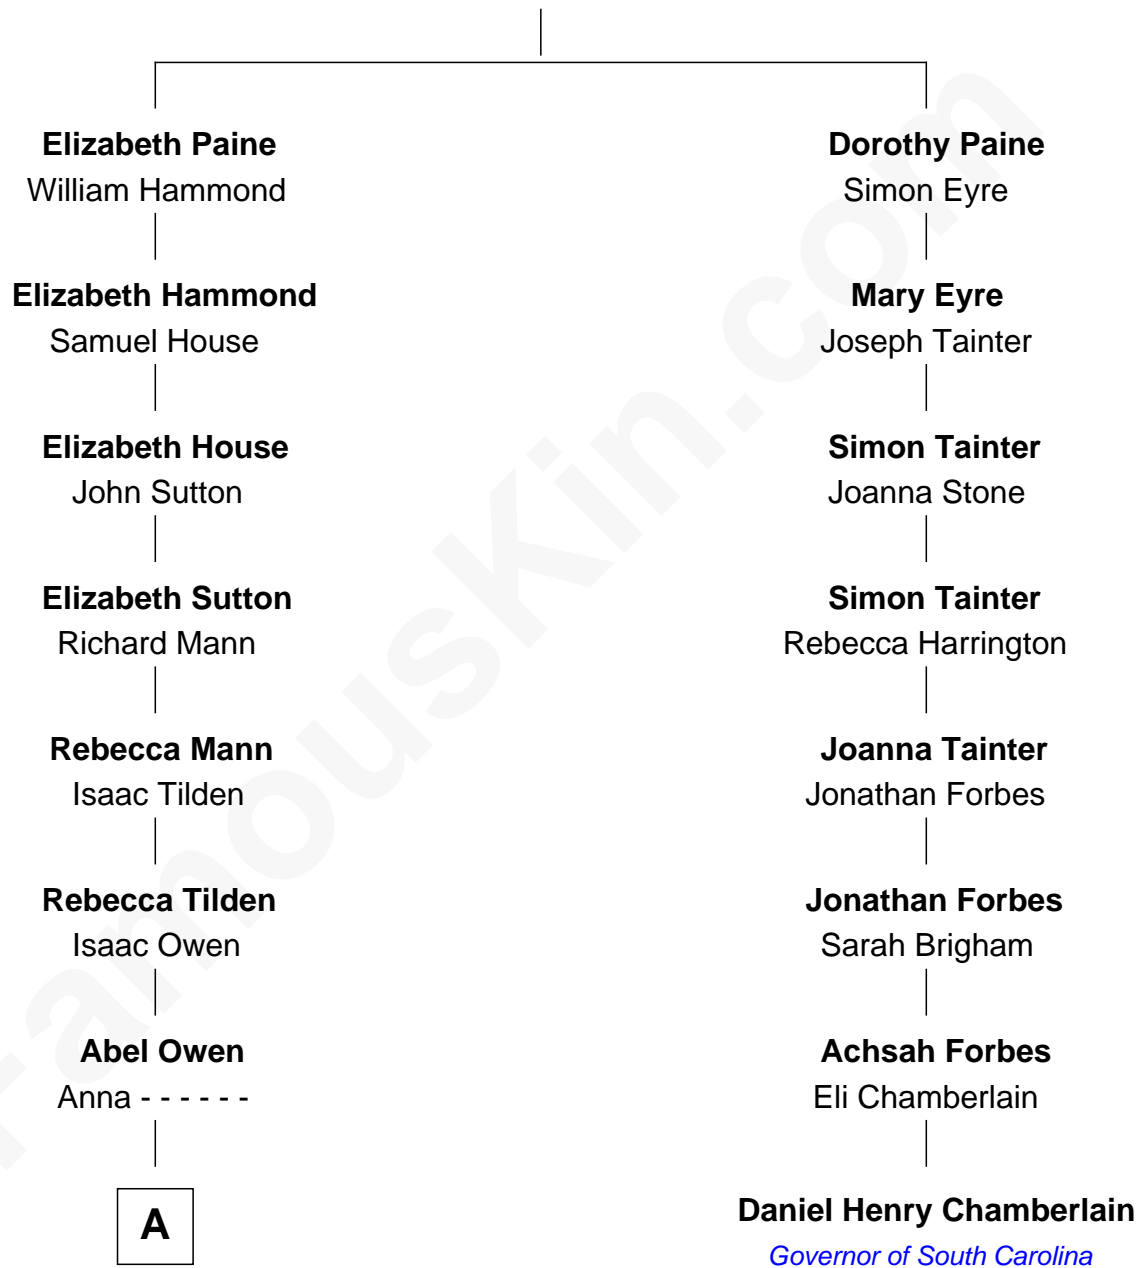 Elizabeth Paine
William Hammond
Dorothy Paine
Simon Eyre
Elizabeth Hammond
Samuel House
Mary Eyre
Joseph Tainter
Elizabeth House
John Sutton
Simon Tainter
Joanna Stone
Elizabeth Sutton
Richard Mann
Simon Tainter
Rebecca Harrington
Rebecca Mann
Isaac Tilden
Joanna Tainter
Jonathan Forbes
Rebecca Tilden
Isaac Owen
Jonathan Forbes
Sarah Brigham
Abel Owen
Anna - - - - - -
Achsah Forbes
Eli Chamberlain
A
Daniel Henry Chamberlain
Governor of South Carolina
FamousKin.com